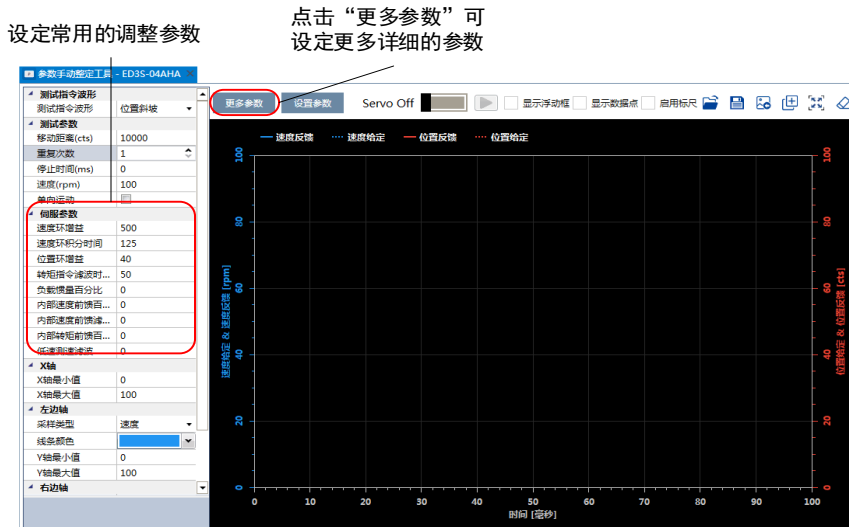 设定常用的调整参数
点击“更多参数”可
设定更多详细的参数
参数手动整定工具 - ED3S-04AHA ×
测试指令波形
测试指令波形 位置斜坡
测试参数
移动距离(cts) 10000
重复次数 1
停止时间(ms) 0
速度(rpm) 100
单向运动
伺服参数
速度环增益 500
速度环积分时间 125
位置环增益 40
转矩指令滤波时... 50
负载惯量百分比 0
内部速度前馈百... 0
内部速度前馈滤... 0
内部转矩前馈百... 0
低速测速滤波 0
X轴
X轴最小值 0
X轴最大值 100
左边轴
采样类型 速度
线条颜色
Y轴最小值 0
Y轴最大值 100
右边轴
更多参数 设置参数 Servo Off 显示浮动框 显示数据点 启用标尺
速度反馈 速度给定 位置反馈 位置给定
速度给定 & 速度反馈 [rpm]
0 20 40 60 80 100
位置给定 & 位置反馈 [cts]
0 20 40 60 80 100
0 10 20 30 40 50 60 70 80 90 100
时间 [毫秒]